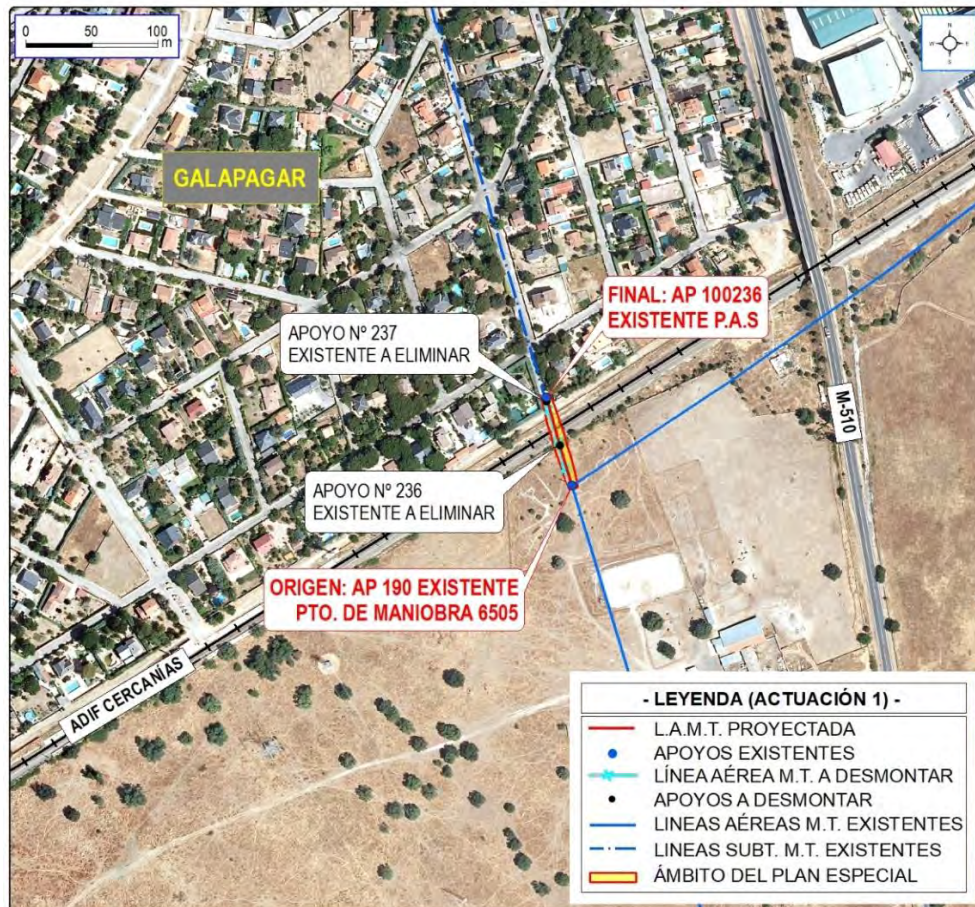 0 50 100
m
N
W E
S
GALAPAGAR
FINAL: AP 100236
EXISTENTE P.A.S
APOYO Nº 237
EXISTENTE A ELIMINAR
M-510
APOYO Nº 236
EXISTENTE A ELIMINAR
ORIGEN: AP 190 EXISTENTE
PTO. DE MANIOBRA 6505
ADIF CERCANÍAS
- LEYENDA (ACTUACIÓN 1) -
L.A.M.T. PROYECTADA
APOYOS EXISTENTES
LÍNEA AÉREA M.T. A DESMONTAR
APOYOS A DESMONTAR
LINEAS AÉREAS M.T. EXISTENTES
LINEAS SUBT. M.T. EXISTENTES
ÁMBITO DEL PLAN ESPECIAL